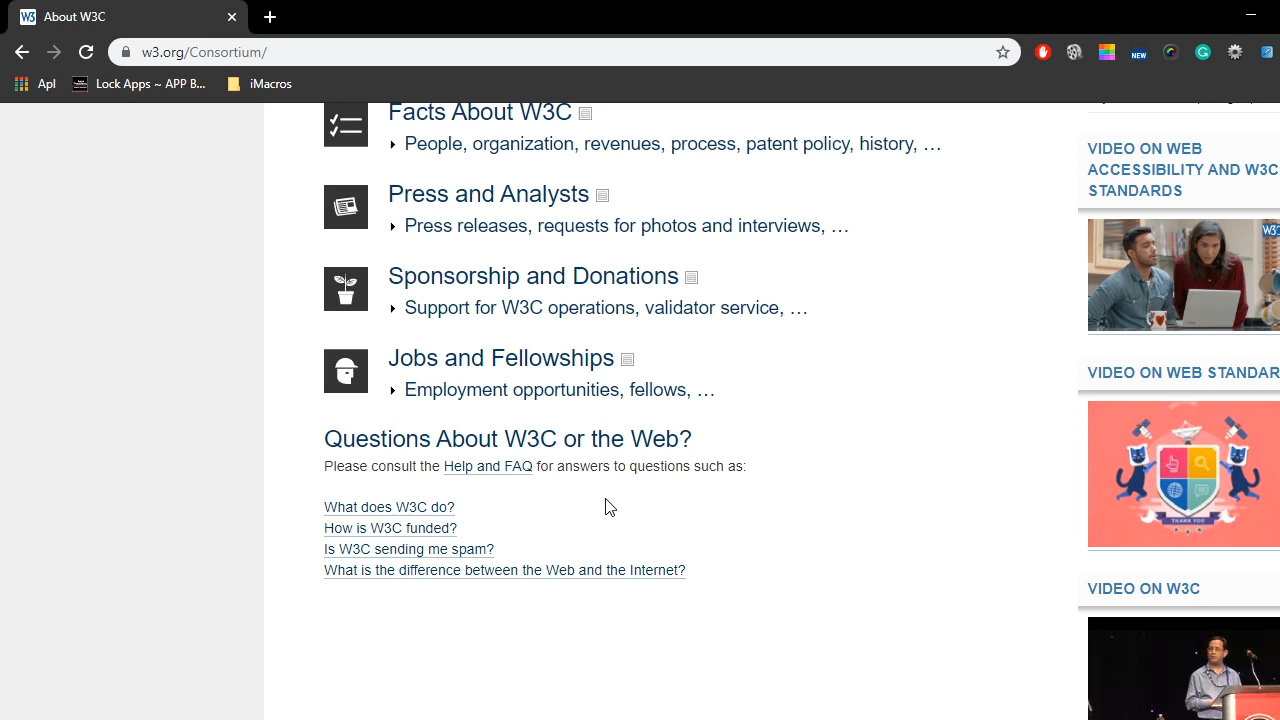 About W3C
w3.org/Consortium/
Apl
Lock Apps ~ APP B...
iMacros
NEW
Facts About W3C
People, organization, revenues, process, patent policy, history, …
Press and Analysts
Press releases, requests for photos and interviews, …
Sponsorship and Donations
Support for W3C operations, validator service, …
Jobs and Fellowships
Employment opportunities, fellows, …
Questions About W3C or the Web?
Please consult the Help and FAQ for answers to questions such as:
What does W3C do?
How is W3C funded?
Is W3C sending me spam?
What is the difference between the Web and the Internet?
VIDEO ON WEB
ACCESSIBILITY AND W3C
STANDARDS
W3C
VIDEO ON WEB STANDAR
THANK YOU
VIDEO ON W3C